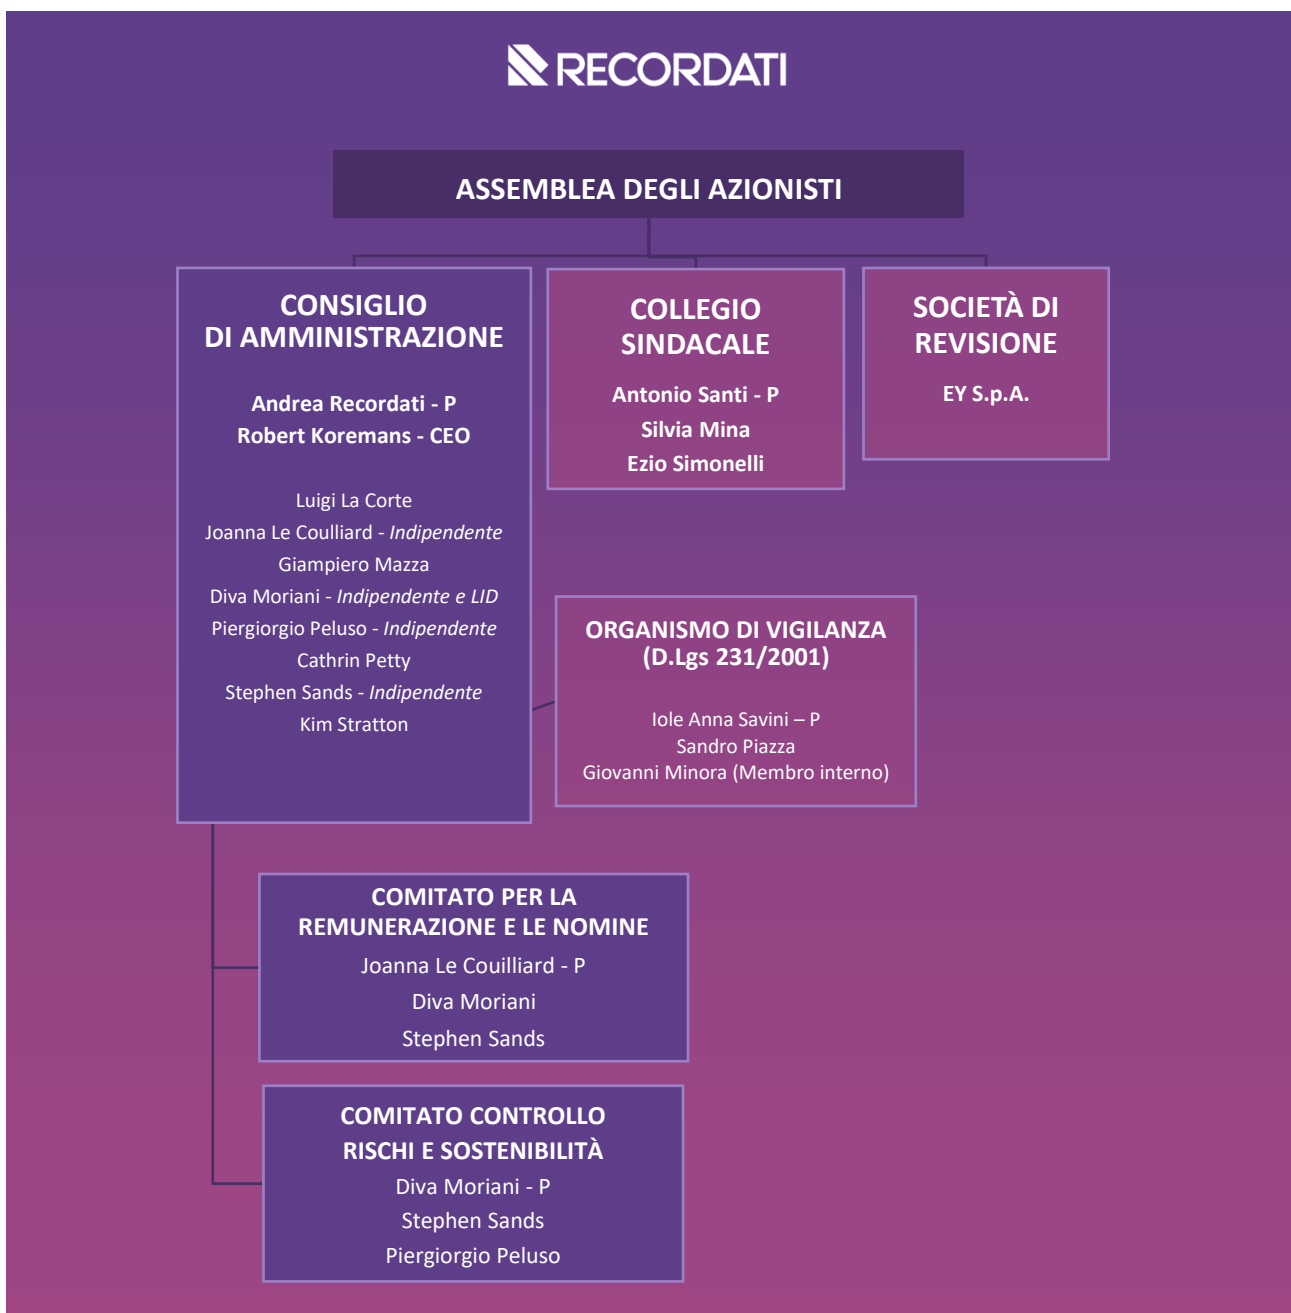 RECORDATI
ASSEMBLEA DEGLI AZIONISTI
CONSIGLIO
DI AMMINISTRAZIONE
Andrea Recordati - P
Robert Koremans - CEO
Luigi La Corte
Joanna Le Coulliard - Indipendente
Giampiero Mazza
Diva Moriani - Indipendente e LID
Piergiorgio Peluso - Indipendente
Cathrin Petty
Stephen Sands - Indipendente
Kim Stratton
COLLEGIO
SINDACALE
Antonio Santi - P
Silvia Mina
Ezio Simonelli
SOCIETÀ DI
REVISIONE
EY S.p.A.
ORGANISMO DI VIGILANZA
(D.Lgs 231/2001)
Iole Anna Savini – P
Sandro Piazza
Giovanni Minora (Membro interno)
COMITATO PER LA
REMUNERAZIONE E LE NOMINE
Joanna Le Couilliard - P
Diva Moriani
Stephen Sands
COMITATO CONTROLLO
RISCHI E SOSTENIBILITÀ
Diva Moriani - P
Stephen Sands
Piergiorgio Peluso